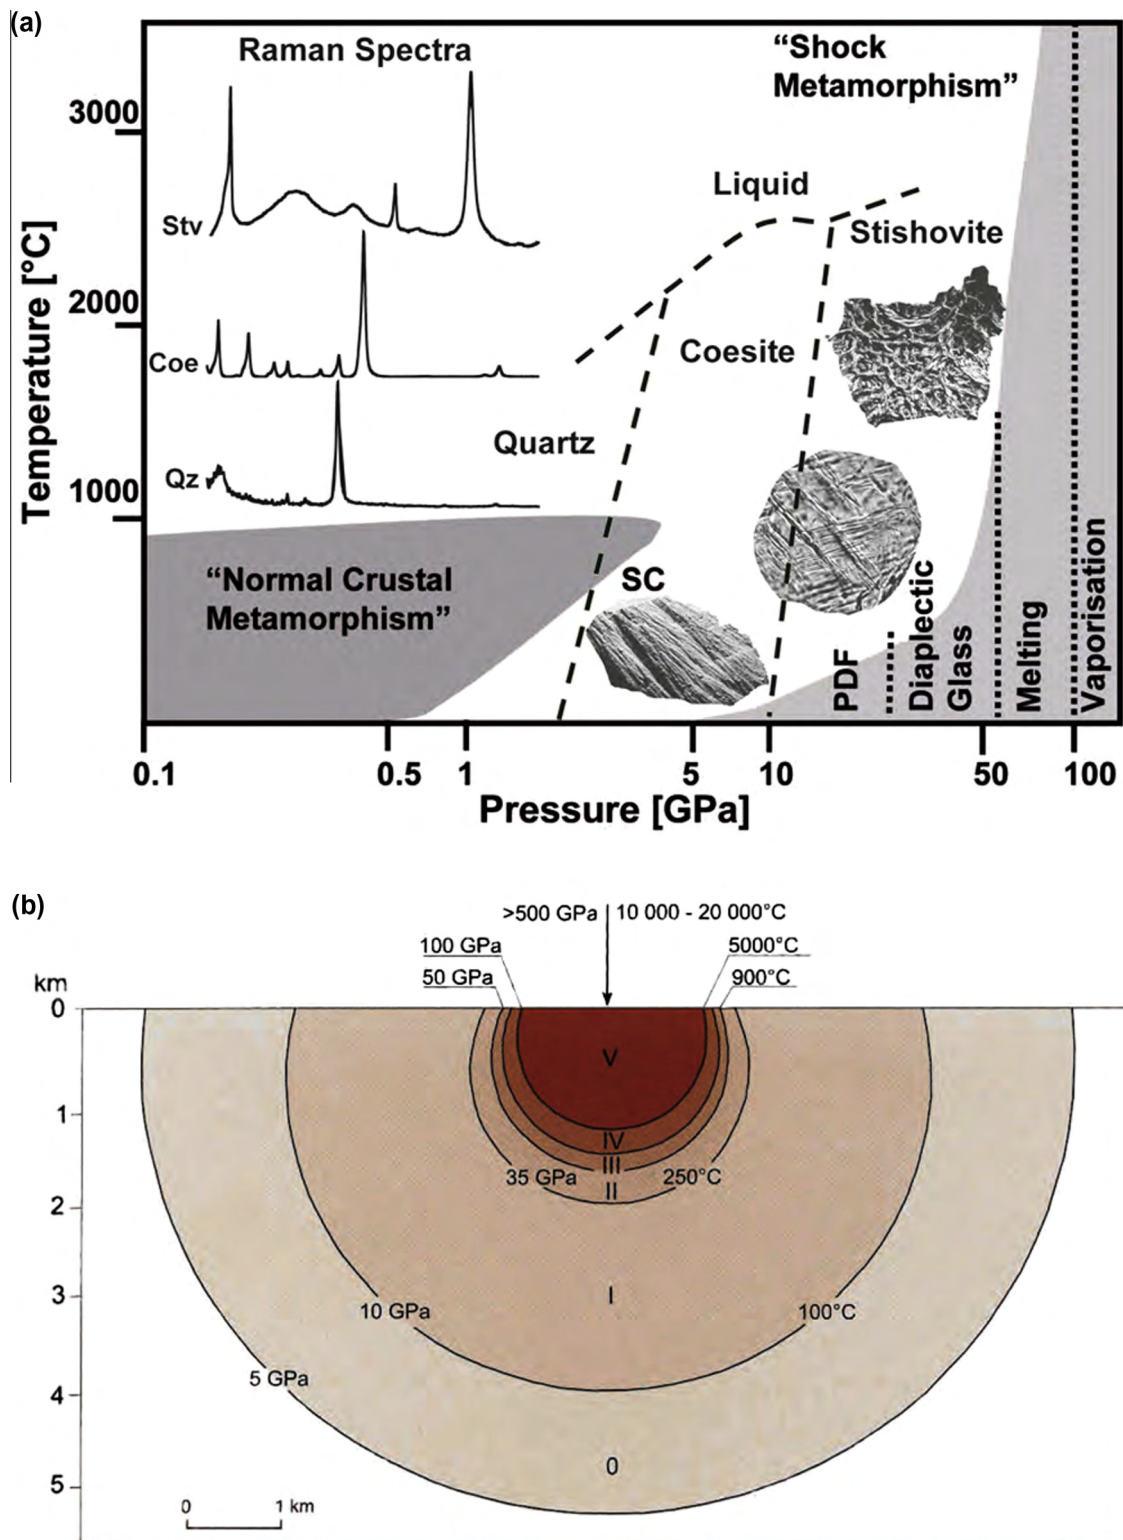 (a)
Raman Spectra
“Shock
Metamorphism”
3000
Liquid
Stv
Stishovite
Temperature [°C]
2000
Coe
Coesite
Quartz
Qz
1000
“Normal Crustal
Metamorphism”
SC
PDF
Diaplectic
Glass
Melting
Vaporisation
0.1
0.5
1
5
10
50
100
Pressure [GPa]
(b)
>500 GPa
10 000 - 20 000°C
100 GPa
5000°C
km
50 GPa
900°C
0
V
1
IV
III
35 GPa
250°C
II
2
3
I
10 GPa
100°C
5 GPa
4
0
5
0
1 km